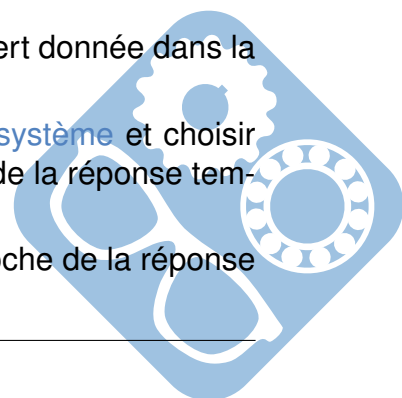 ert donnée dans la
système et choisir
de la réponse tem-
oche de la réponse